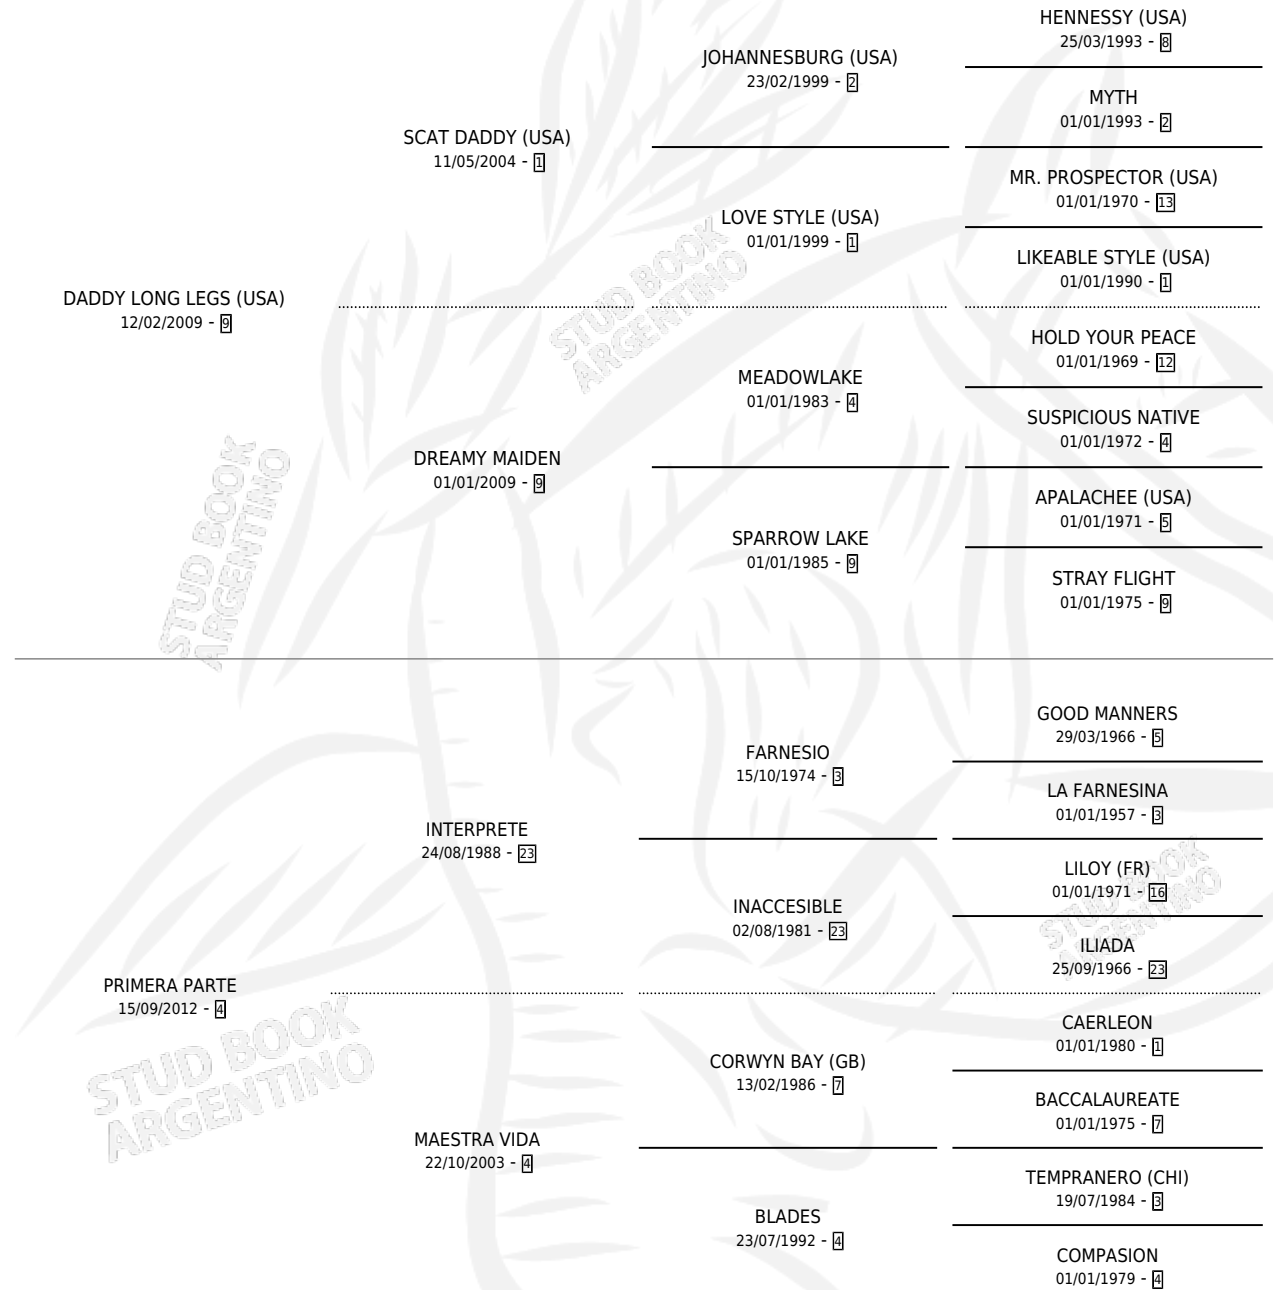 HENNESSY (USA)
25/03/1993 - 8
JOHANNESBURG (USA)
23/02/1999 - 2
MYTH
01/01/1993 - 2
SCAT DADDY (USA)
11/05/2004 - 1
MR. PROSPECTOR (USA)
01/01/1970 - 13
LOVE STYLE (USA)
01/01/1999 - 1
LIKEABLE STYLE (USA)
01/01/1990 - 1
DADDY LONG LEGS (USA)
12/02/2009 - 9
HOLD YOUR PEACE
01/01/1969 - 12
MEADOWLAKE
01/01/1983 - 4
SUSPICIOUS NATIVE
01/01/1972 - 4
DREAMY MAIDEN
01/01/2009 - 9
APALACHEE (USA)
01/01/1971 - 5
SPARROW LAKE
01/01/1985 - 9
STRAY FLIGHT
01/01/1975 - 9
STUD BOOK
ARGENTINO
STUD BOOK
ARGENTINO
GOOD MANNERS
29/03/1966 - 5
FARNESIO
15/10/1974 - 3
LA FARNESINA
01/01/1957 - 3
INTERPRETE
24/08/1988 - 23
LILOY (FR)
01/01/1971 - 16
INACCESIBLE
02/08/1981 - 23
ILIADA
25/09/1966 - 23
STUD BOOK
ARGENTINO
PRIMERA PARTE
15/09/2012 - 4
CAERLEON
01/01/1980 - 1
CORWYN BAY (GB)
13/02/1986 - 7
BACCALAUREATE
01/01/1975 - 7
MAESTRA VIDA
22/10/2003 - 4
TEMPRANERO (CHI)
19/07/1984 - 3
BLADES
23/07/1992 - 4
COMPASION
01/01/1979 - 4
STUD BOOK
ARGENTINO